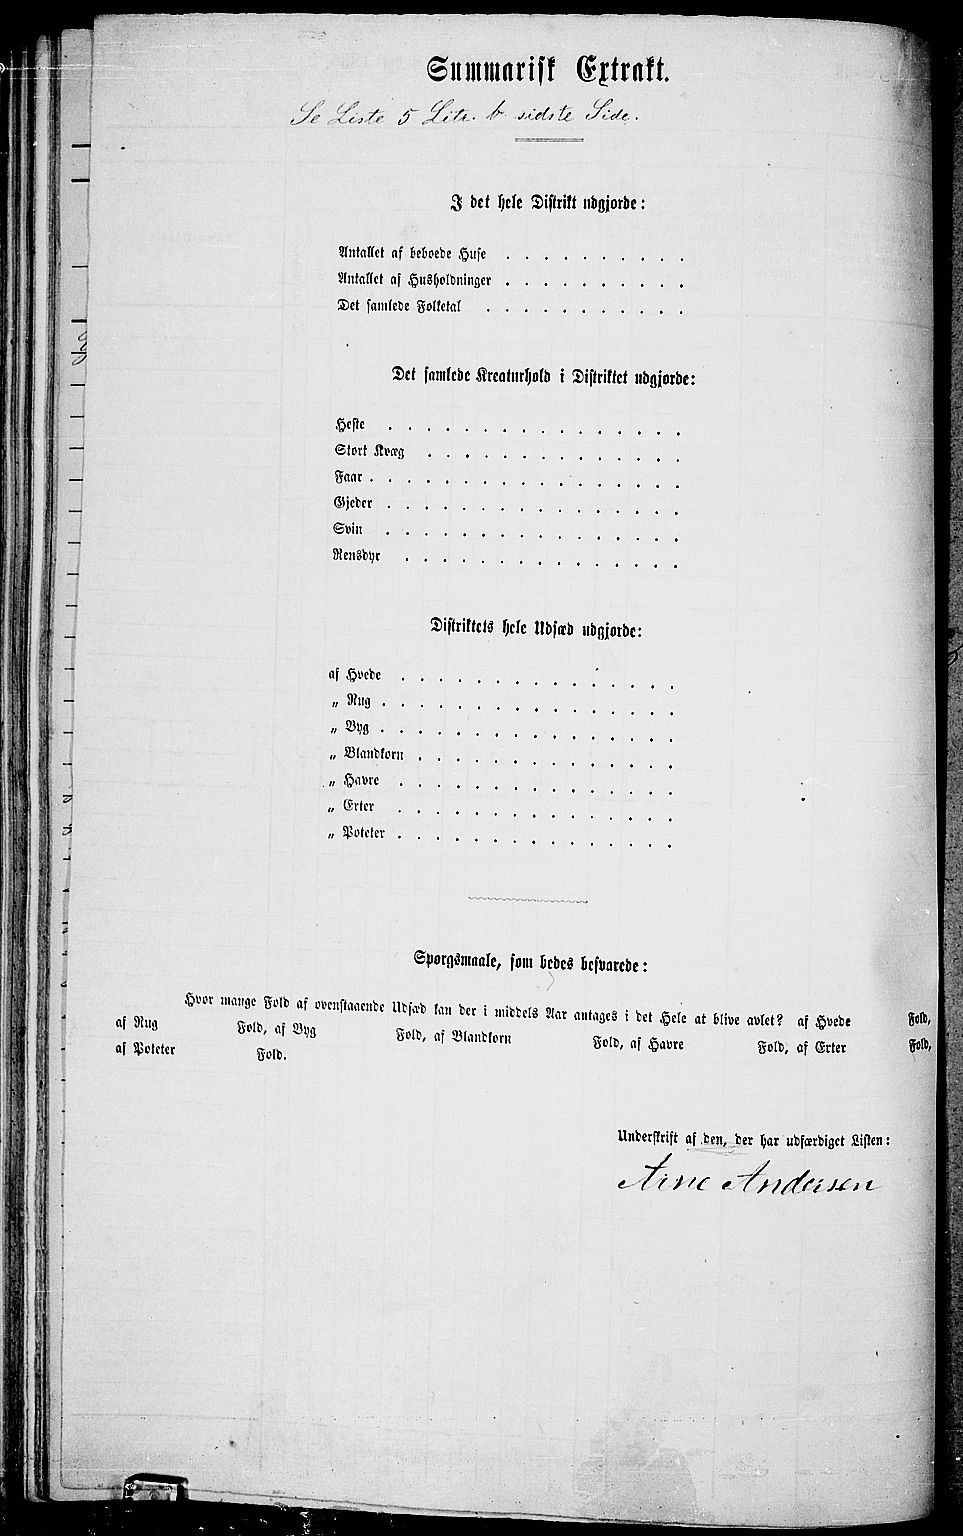 Summarisk Extrakt.
Se Liste 5 Litr. b sidste Side.
I det hele Distrikt udgjorde:
Antallet af beboede Huse . . . . . . . . . .
Antallet af Husholdninger . . . . . . . . . .
Det samlede Folketal . . . . . . . . . . .
Det samlede Kreaturhold i Distriktet udgjorde:
Heste . . . . . . . . . . . . . . . .
Stort Kvæg . . . . . . . . . . . . . .
Faar . . . . . . . . . . . . . . . . .
Gjeder . . . . . . . . . . . . . . . .
Svin . . . . . . . . . . . . . . . .
Rensdyr . . . . . . . . . . . . . . .
Distriktets hele Udsæd udgjorde:
af Hvede . . . . . . . . . . . . . . .
„ Rug . . . . . . . . . . . . . . . .
„ Byg . . . . . . . . . . . . . . . .
„ Blandkorn . . . . . . . . . . . . . .
„ Havre . . . . . . . . . . . . . . .
„ Erter . . . . . . . . . . . . . . .
„ Poteter . . . . . . . . . . . . . . .
Spørgsmaale, som bedes besvarede:
Hvor mange Fold af ovenstaaende Udsæd kan der i middels Aar antages i det Hele at blive avlet? af Hvede Fold,
af Rug Fold, af Byg Fold, af Blandkorn Fold, af Havre Fold, af Erter Fold,
af Poteter Fold.
Underskrift af den, der har udfærdiget Listen:
Arne Andersen